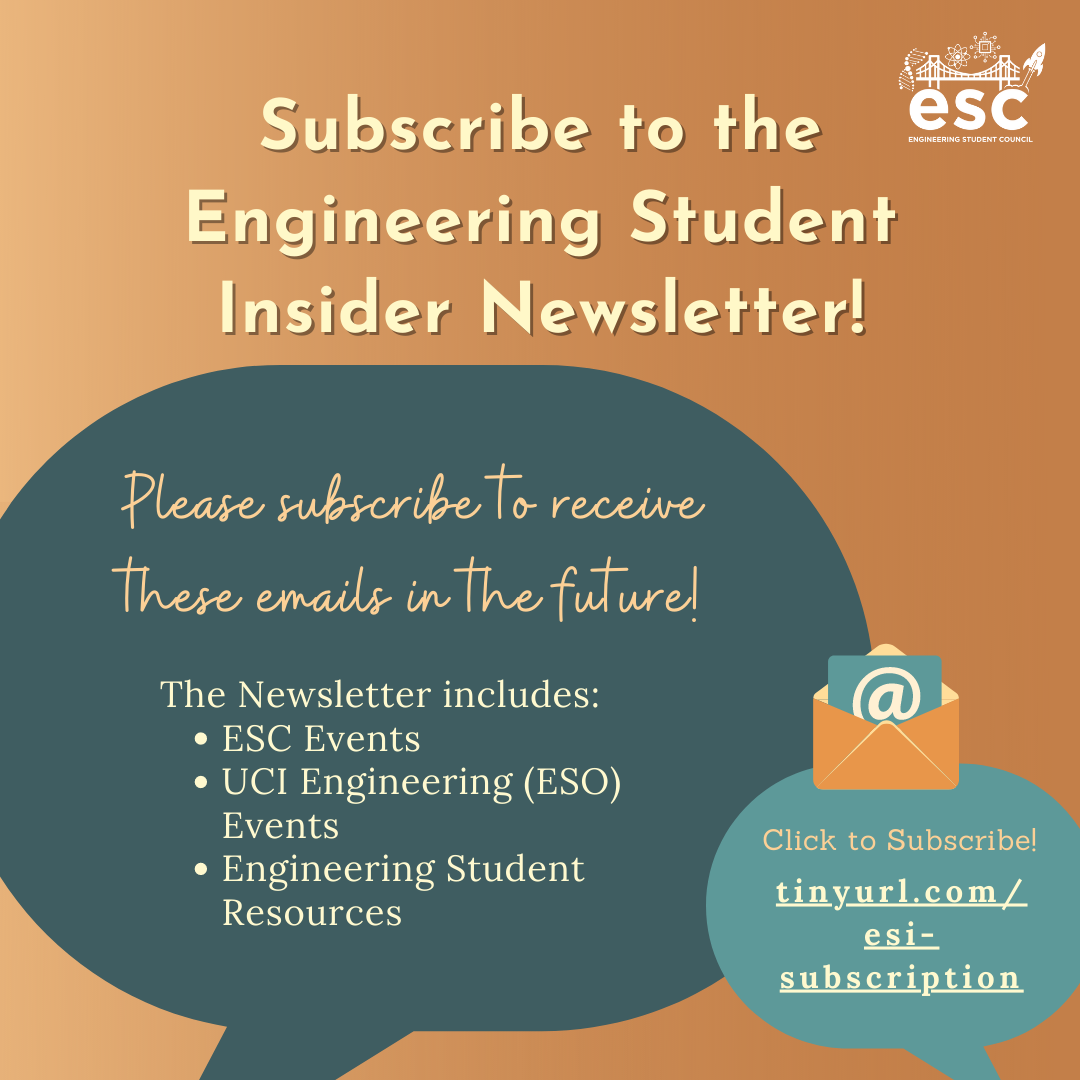 esc
ENGINEERING STUDENT COUNCIL
Subscribe to the
Engineering Student
Insider Newsletter!
Please subscribe to receive
these emails in the future!
The Newsletter includes:
• ESC Events
• UCI Engineering (ESO)
Events
• Engineering Student
Resources
@
Click to Subscribe!
tinyurl.com/
esi-
subscription